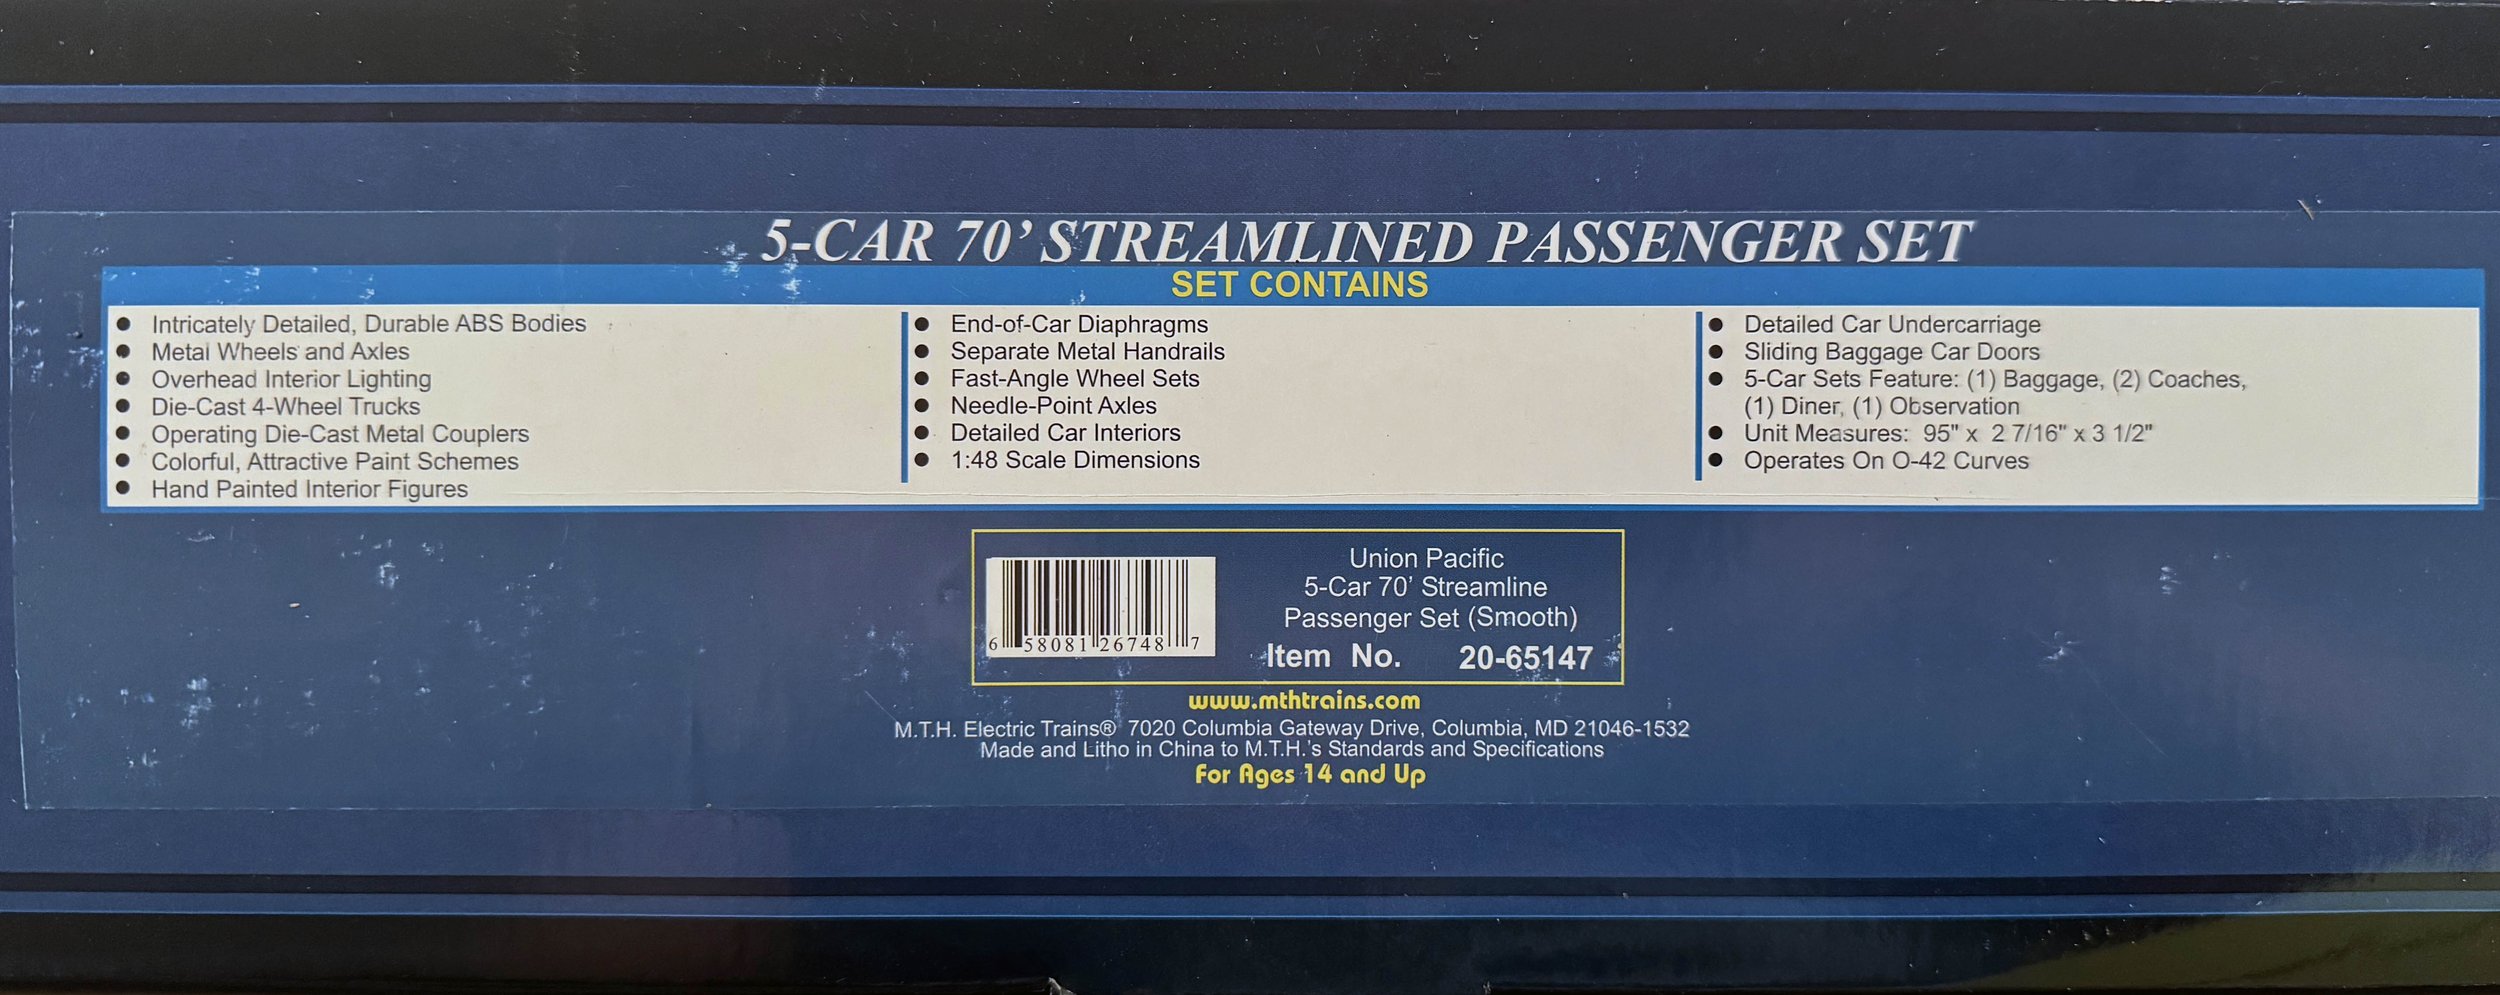 5-CAR 70' STREAMLINED PASSENGER SET
SET CONTAINS
● Intricately Detailed, Durable ABS Bodies
● Metal Wheels and Axles
● Overhead Interior Lighting
● Die-Cast 4-Wheel Trucks
● Operating Die-Cast Metal Couplers
● Colorful, Attractive Paint Schemes
● Hand Painted Interior Figures
● End-of-Car Diaphragms
● Separate Metal Handrails
● Fast-Angle Wheel Sets
● Needle-Point Axles
● Detailed Car Interiors
● 1:48 Scale Dimensions
● Detailed Car Undercarriage
● Sliding Baggage Car Doors
● 5-Car Sets Feature: (1) Baggage, (2) Coaches,
(1) Diner, (1) Observation
● Unit Measures: 95" x 2 7/16" x 3 1/2"
● Operates On O-42 Curves
6 58081 26748 7
Union Pacific
5-Car 70' Streamline
Passenger Set (Smooth)
Item No. 20-65147
www.mthtrains.com
M.T.H. Electric Trains® 7020 Columbia Gateway Drive, Columbia, MD 21046-1532
Made and Litho in China to M.T.H.'s Standards and Specifications
For Ages 14 and Up